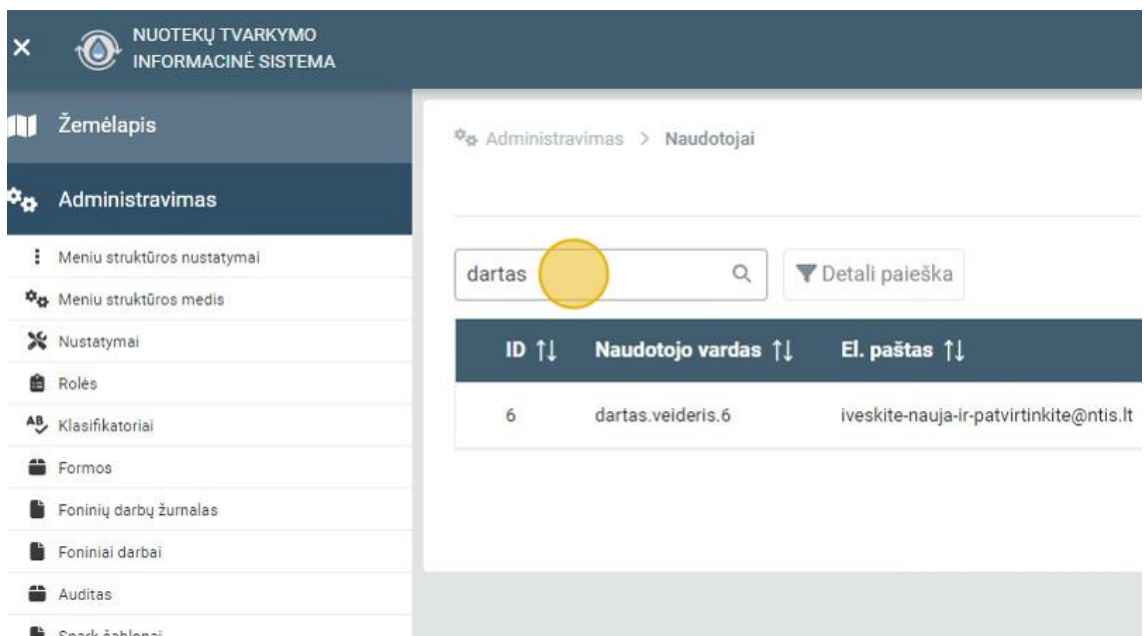 NUOTEKŲ TVARKYMO
INFORMACINĖ SISTEMA
Žemėlapis
Administravimas
Meniu struktūros nustatymai
Meniu struktūros medis
Nustatymai
Rolės
Klasifikatoriai
Formos
Foninių darbų žurnalas
Foniniai darbai
Auditas
Spark šablonai
Administravimas > Naudotojai
dartas
Detali paieška
ID Naudotojo vardas El. paštas
6 dartas.veideris.6 iveskite-nauja-ir-patvirtinkite@ntis.lt